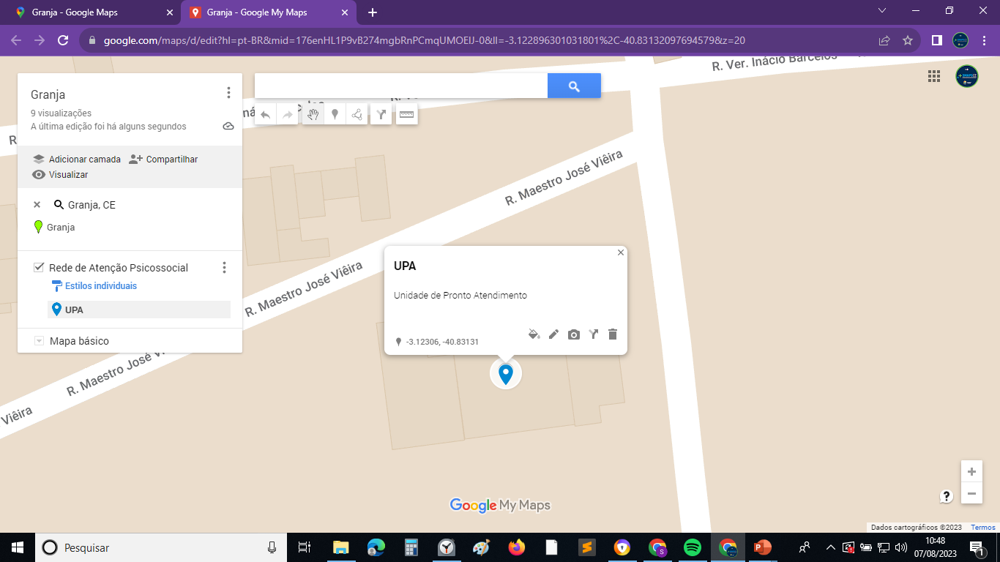 Granja - Google Maps
Granja - Google My Maps
google.com/maps/d/edit?hl=pt-BR&mid=176enHL1P9vB274mgbRnPCmqUMOEIJ-0&ll=-3.122896301031801%2C-40.83132097694579&z=20
R. Ver. Inácio Barcelos
Granja
9 visualizações
A última edição foi há alguns segundos
Adicionar camada
Compartilhar
Visualizar
Granja, CE
Granja
Rede de Atenção Psicossocial
Estilos individuais
UPA
Mapa básico
R. Maestro José Viêira
R. Maestro José Viêira
R. Maestro José Vi
Viêira
UPA
Unidade de Pronto Atendimento
-3.12306, -40.83131
Google My Maps
Dados cartográficos ©2023 Termos
Pesquisar
10:48
07/08/2023
1